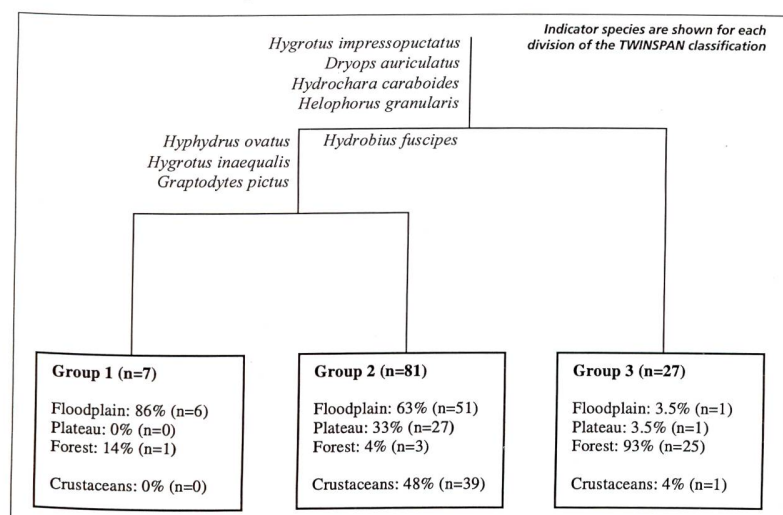 Indicator species are shown for each
division of the TWINSPAN classification
Hygrotus impressopuctatus
Dryops auriculatus
Hydrochara caraboides
Helophorus granularis
Hyphydrus ovatus
Hygrotus inaequalis
Graptodytes pictus
Hydrobius fuscipes
Group 1 (n=7)
Floodplain: 86% (n=6)
Plateau: 0% (n=0)
Forest: 14% (n=1)
Crustaceans: 0% (n=0)
Group 2 (n=81)
Floodplain: 63% (n=51)
Plateau: 33% (n=27)
Forest: 4% (n=3)
Crustaceans: 48% (n=39)
Group 3 (n=27)
Floodplain: 3.5% (n=1)
Plateau: 3.5% (n=1)
Forest: 93% (n=25)
Crustaceans: 4% (n=1)